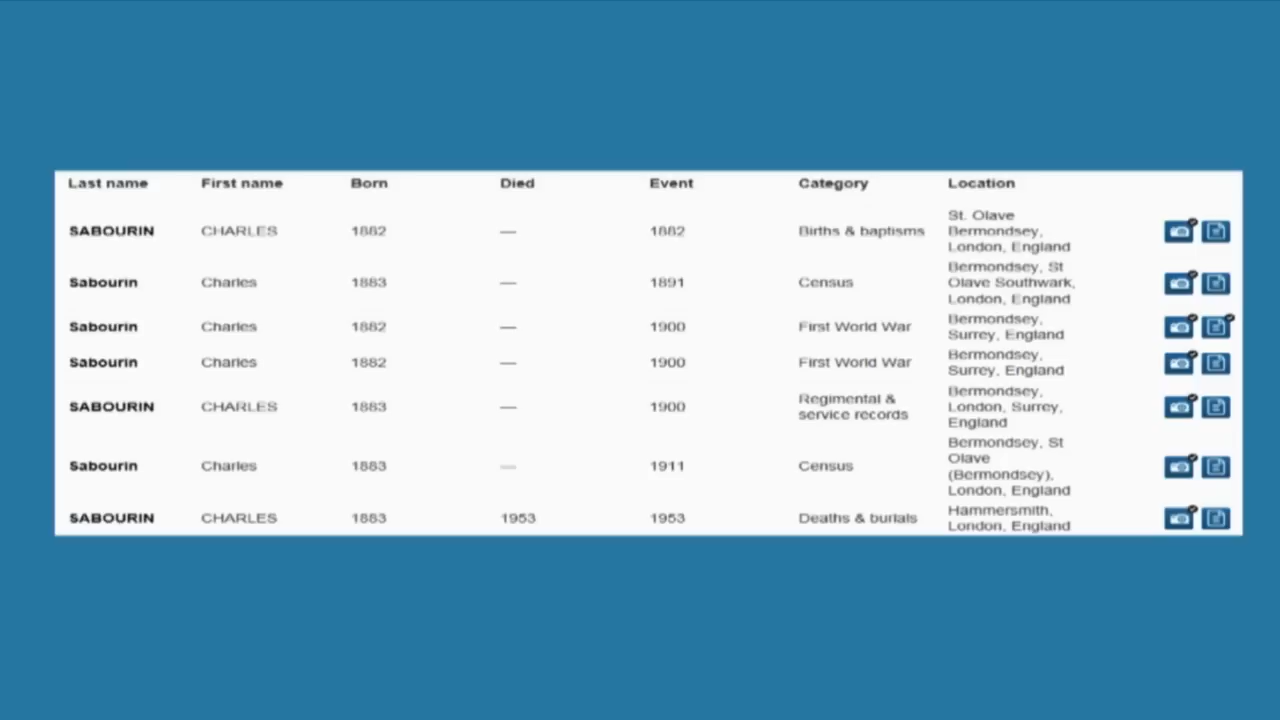 Last name First name Born Died Event Category Location
St. Olave
SABOURIN CHARLES 1882 — 1882 Births & baptisms Bermondsey,
London, England
Bermondsey, St
Sabourin Charles 1883 — 1891 Census Olave Southwark,
London, England
Bermondsey,
Sabourin Charles 1882 — 1900 First World War
Surrey, England
Bermondsey,
Sabourin Charles 1882 — 1900 First World War
Surrey, England
Bermondsey,
Regimental &
SABOURIN CHARLES 1883 — 1900 London, Surrey,
service records
England
Bermondsey, St
Olave
Sabourin Charles 1883 — 1911 Census
(Bermondsey),
London, England
Hammersmith,
SABOURIN CHARLES 1883 1953 1953 Deaths & burials
London, England